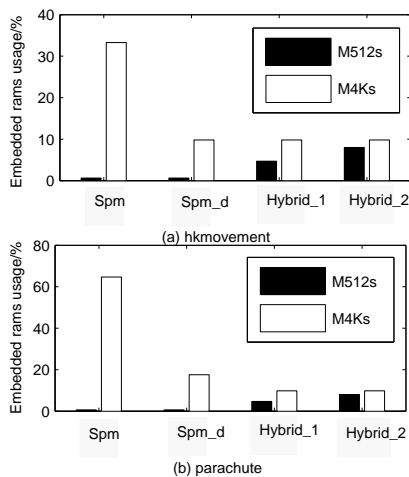 Embedded rams usage/%
40
30
20
10
0
M512s
M4Ks
Spm Spm_d Hybrid_1 Hybrid_2
(a) hkmovement
Embedded rams usage/%
80
60
40
20
0
M512s
M4Ks
Spm Spm_d Hybrid_1 Hybrid_2
(b) parachute